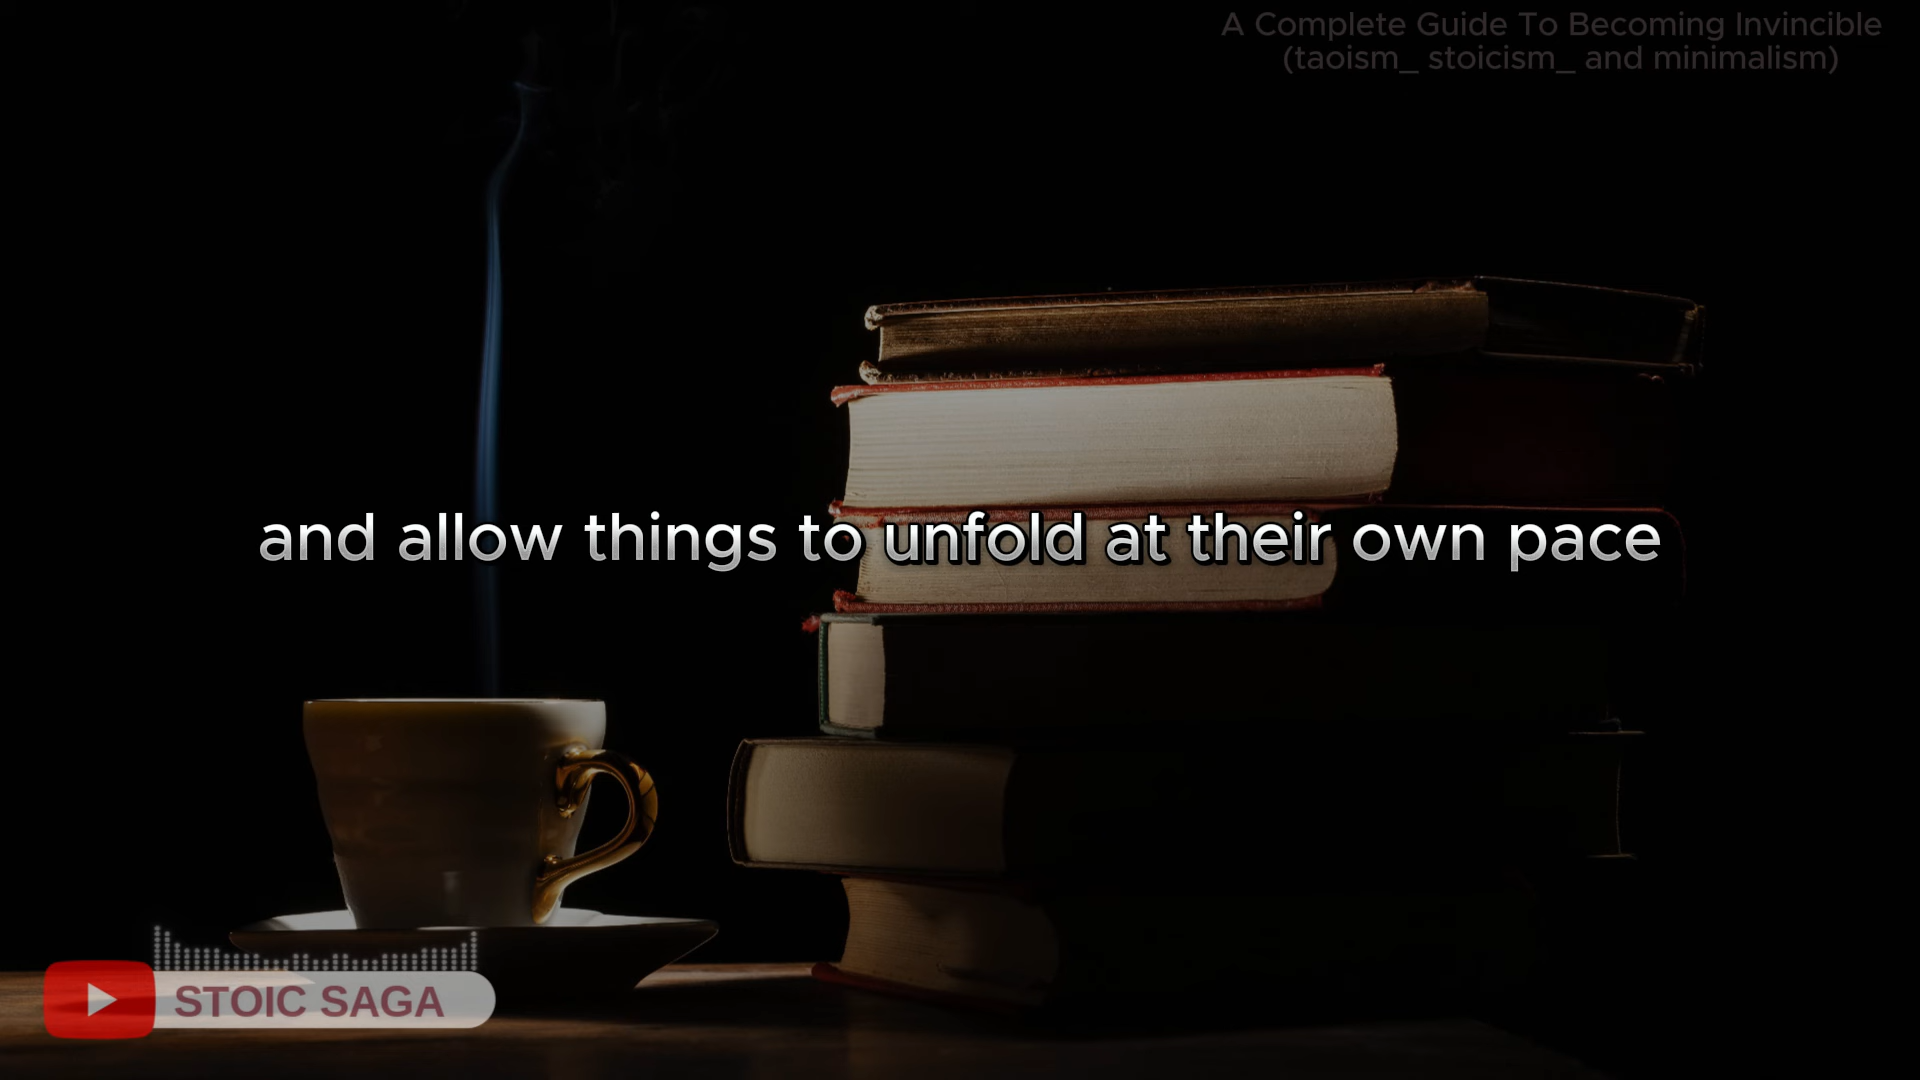 A Complete Guide To Becoming Invincible
(taoism_ stoicism_ and minimalism)
and allow things to unfold at their own pace
STOIC SAGA